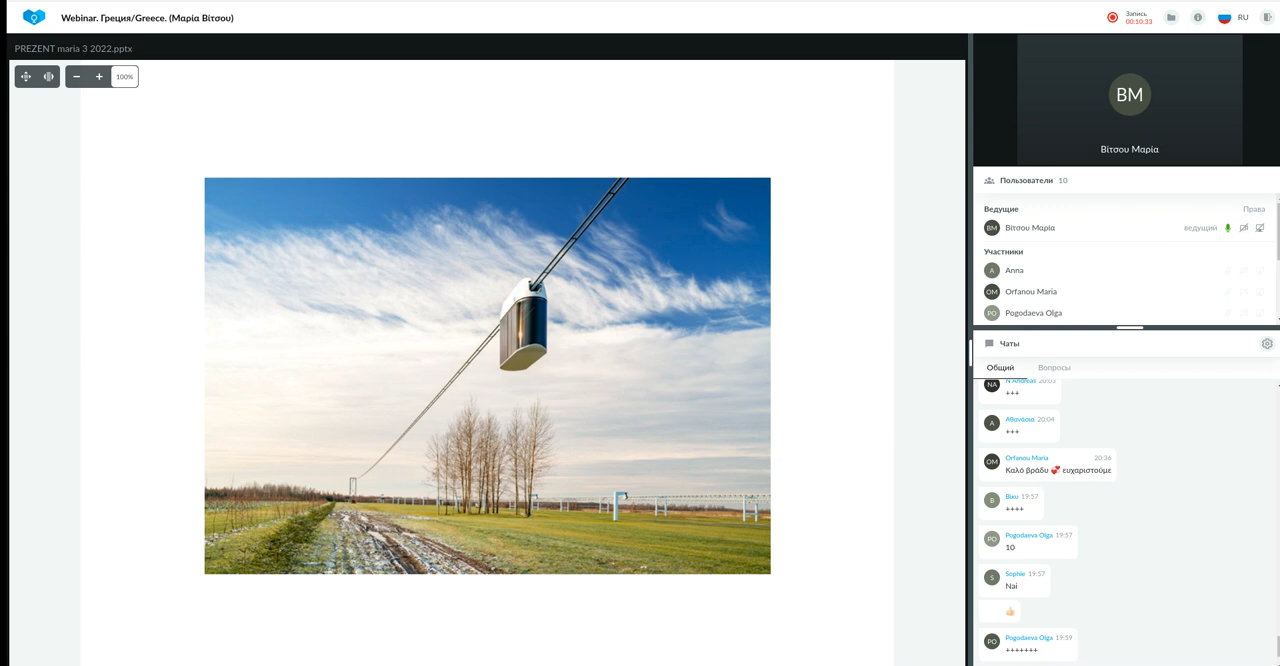 Webinar. Греция/Greece. (Μαρία Βίτσου)
Запись
00:10:33
RU
PREZENT maria 3 2022.pptx
100%
BM
Βίτσου Μαρία
Пользователи 10
Ведущие Права
BM Βίτσου Μαρία ведущий
Участники
A Anna
OM Orfanou Maria
PO Pogodaeva Olga
Чаты
Общий Вопросы
NA N Andreas 20:03
+++
A Αθανάσια 20:04
+++
OM Orfanou Maria 20:36
Καλό βράδυ 💞 ευχαριστούμε
B Βίκυ 19:57
++++
PO Pogodaeva Olga 19:57
10
S Sophie 19:57
Nai
👍🏻
PO Pogodaeva Olga 19:59
+++++++